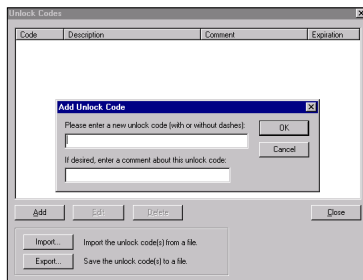 Unlock Codes
Code Description Comment Expiration
Add Unlock Code
Please enter a new unlock code (with or without dashes):
OK
Cancel
If desired, enter a comment about this unlock code:
Add Edit Delete Close
Import... Import the unlock code(s) from a file.
Export... Save the unlock code(s) to a file.